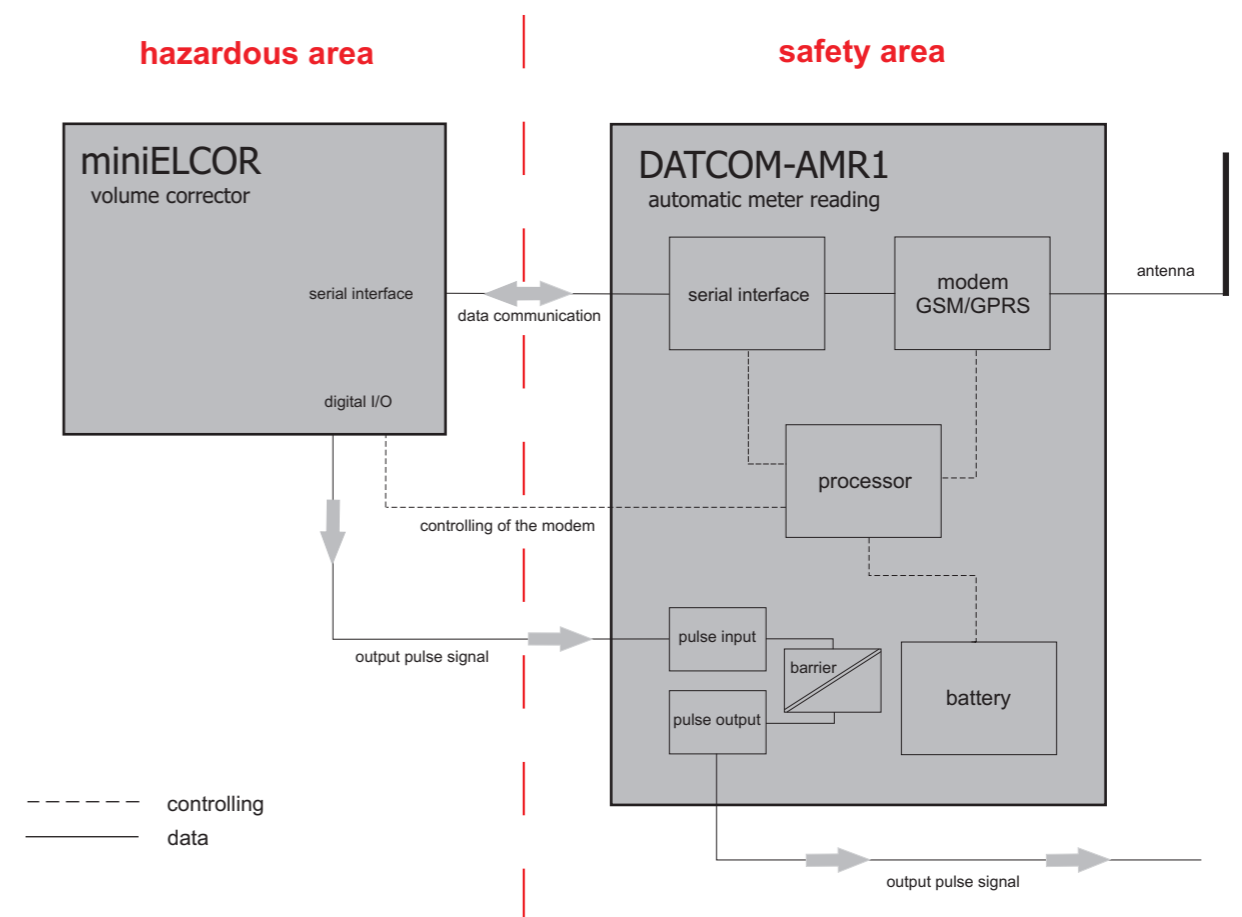 hazardous area
safety area
miniELCOR
volume corrector
serial interface
digital I/O
data communication
controlling of the modem
output pulse signal
DATCOM-AMR1
automatic meter reading
serial interface
modem
GSM/GPRS
antenna
processor
pulse input
barrier
pulse output
battery
controlling
data
output pulse signal